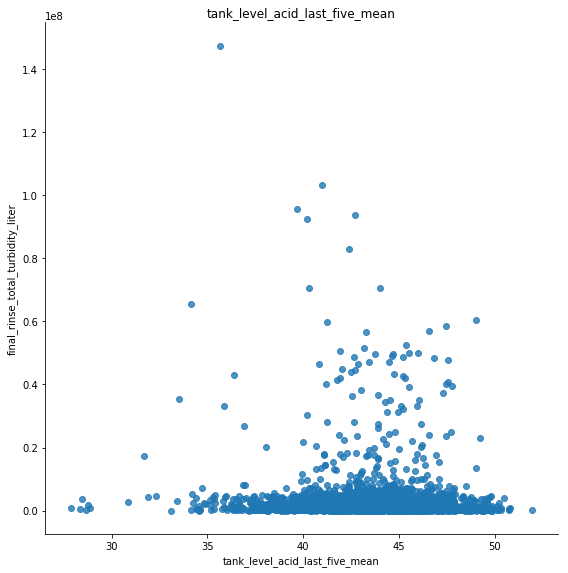 tank_level_acid_last_five_mean
1e8
1.4
1.2
1.0
0.8
0.6
0.4
0.2
0.0
final_rinse_total_turbidity_liter
30 35 40 45 50
tank_level_acid_last_five_mean